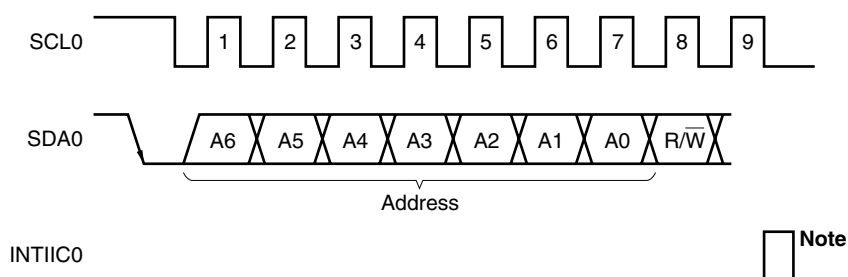 SCL0 1 2 3 4 5 6 7 8 9
SDA0 A6 A5 A4 A3 A2 A1 A0 R/W̅
Address
Note
INTIIC0